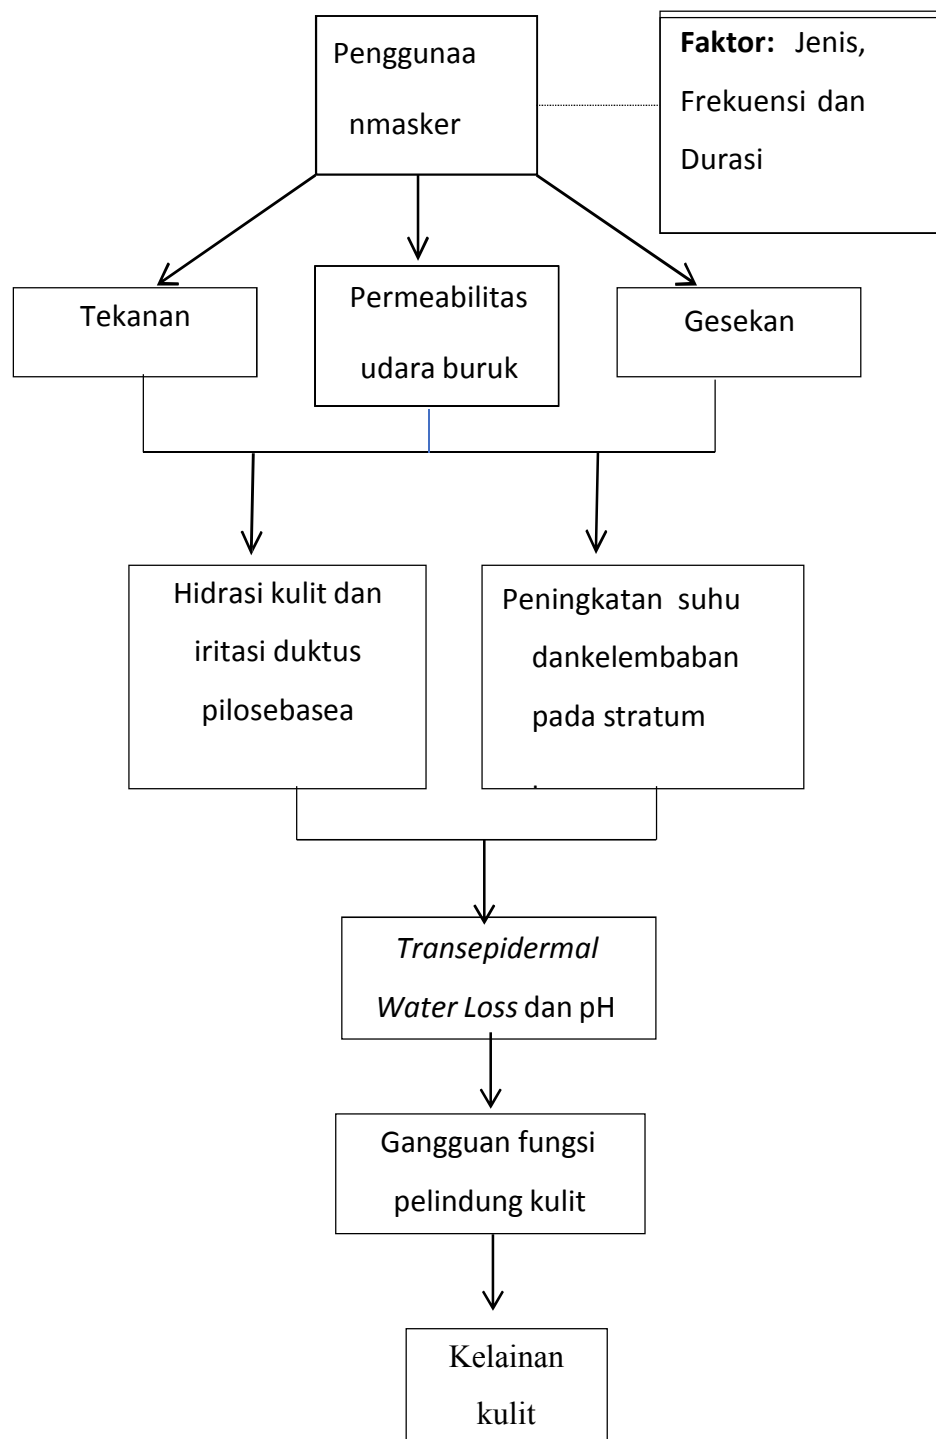 Penggunaa
nmasker
Faktor: Jenis,
Frekuensi dan
Durasi
Tekanan
Permeabilitas
udara buruk
Gesekan
Hidrasi kulit dan
iritasi duktus
pilosebasea
Peningkatan suhu
dankelembaban
pada stratum
Transepidermal
Water Loss dan pH
Gangguan fungsi
pelindung kulit
Kelainan
kulit